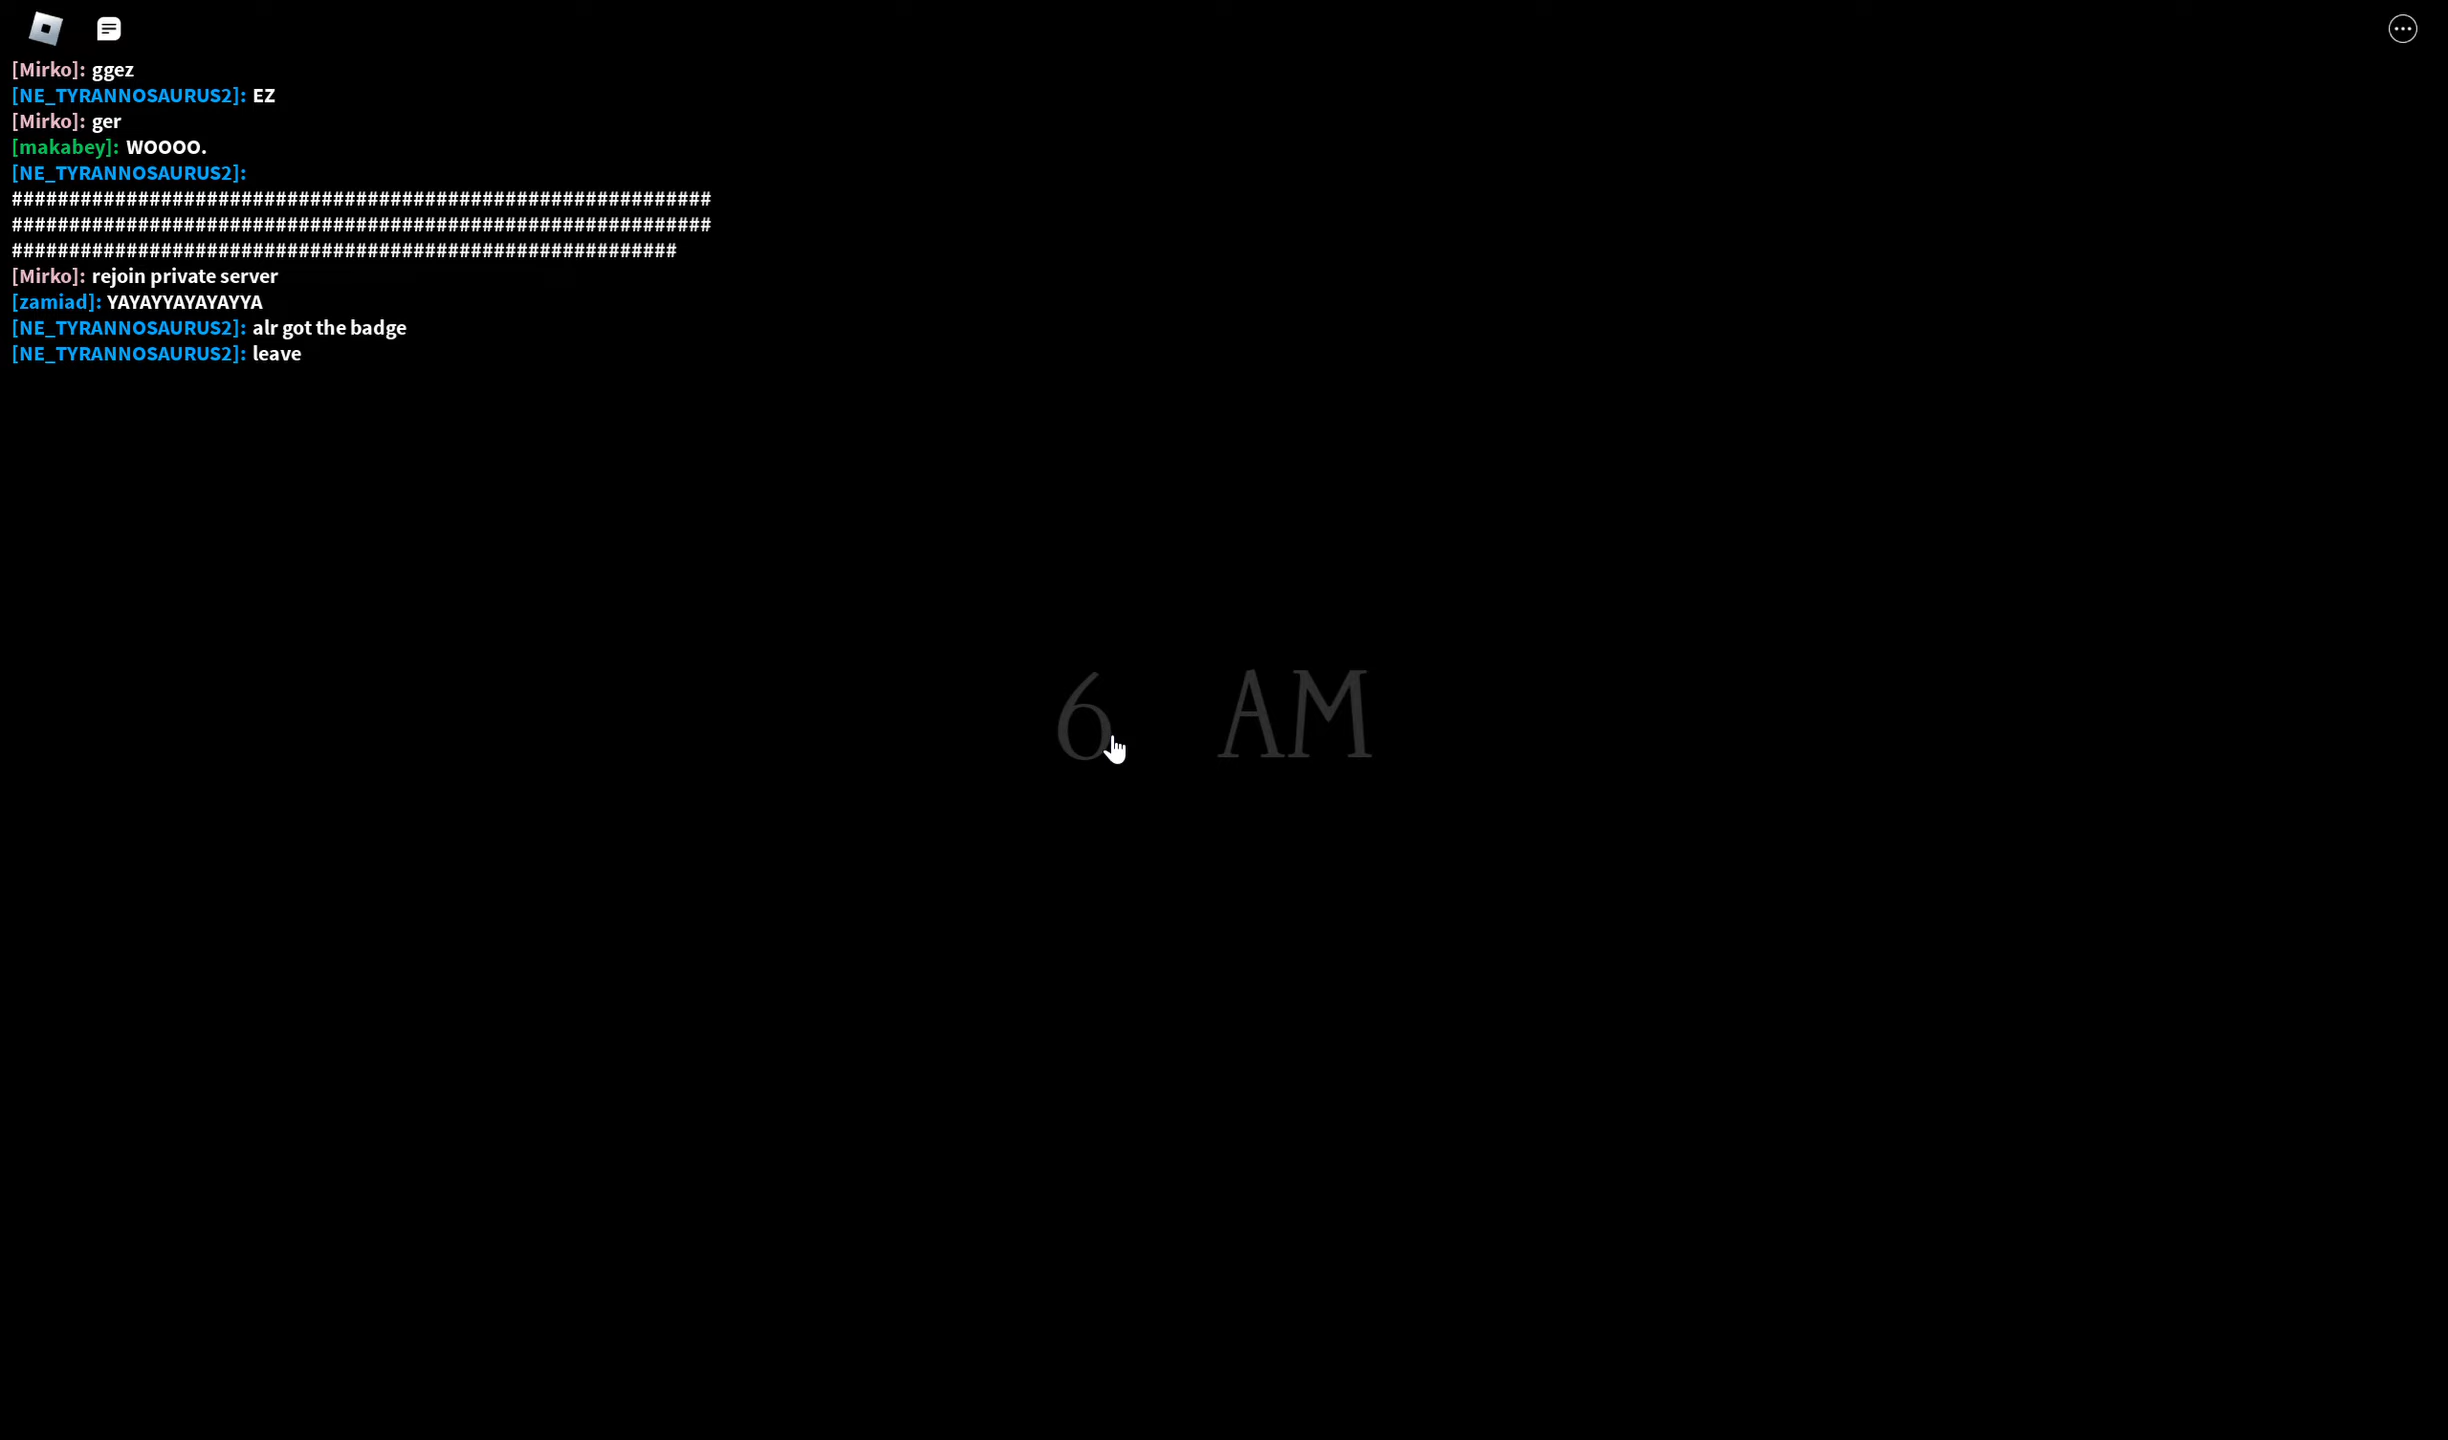 [Mirko]: ggez
[NE_TYRANNOSAURUS2]: EZ
[Mirko]: ger
[makabey]: WOOOO.
[NE_TYRANNOSAURUS2]:
#############################################################
#############################################################
##########################################################
[Mirko]: rejoin private server
[zamiad]: YAYAYYAYAYAYYA
[NE_TYRANNOSAURUS2]: alr got the badge
[NE_TYRANNOSAURUS2]: leave
6 AM